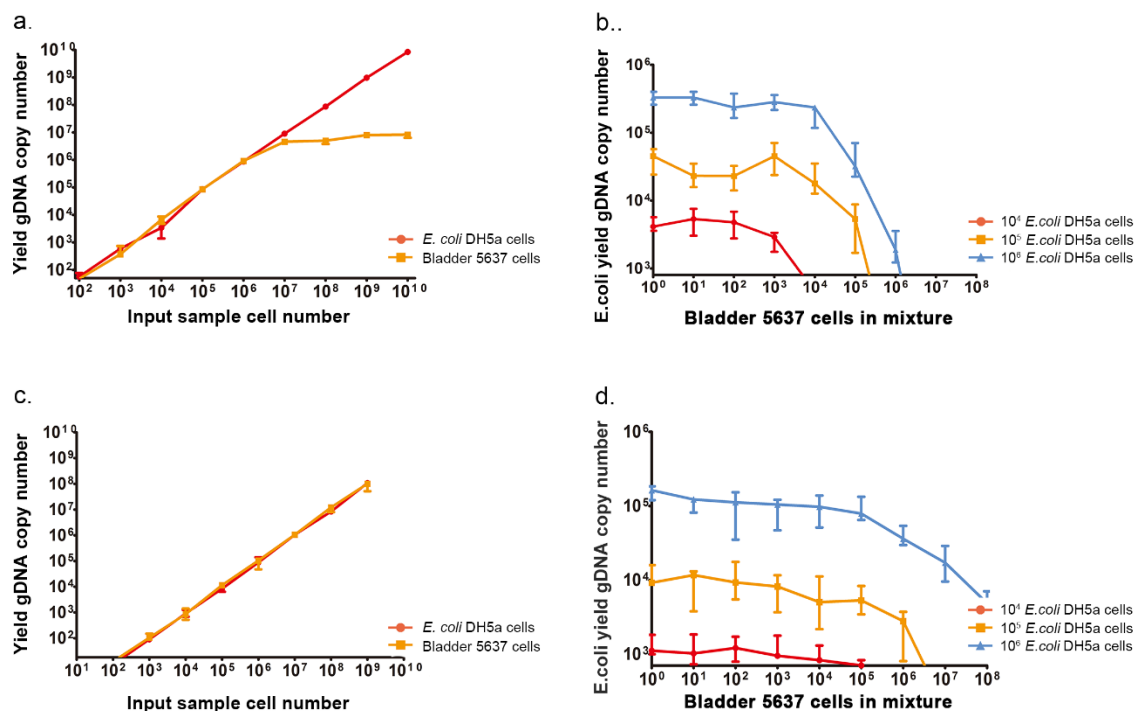 a.
Yield gDNA copy number
10¹⁰
10⁹
10⁸
10⁷
10⁶
10⁵
10⁴
10³
10²
10² 10³ 10⁴ 10⁵ 10⁶ 10⁷ 10⁸ 10⁹ 10¹⁰
Input sample cell number
E. coli DH5a cells
Bladder 5637 cells
b..
E.coli yield gDNA copy number
10⁶
10⁵
10⁴
10³
10⁰ 10¹ 10² 10³ 10⁴ 10⁵ 10⁶ 10⁷ 10⁸
Bladder 5637 cells in mixture
10⁴ E.coli DH5a cells
10⁵ E.coli DH5a cells
10⁶ E.coli DH5a cells
c.
Yield gDNA copy number
10¹⁰
10⁹
10⁸
10⁷
10⁶
10⁵
10⁴
10³
10²
10¹ 10² 10³ 10⁴ 10⁵ 10⁶ 10⁷ 10⁸ 10⁹ 10¹⁰
Input sample cell number
E. coli DH5a cells
Bladder 5637 cells
d.
E.coli yield gDNA copy number
10⁶
10⁵
10⁴
10³
10⁰ 10¹ 10² 10³ 10⁴ 10⁵ 10⁶ 10⁷ 10⁸
Bladder 5637 cells in mixture
10⁴ E.coli DH5a cells
10⁵ E.coli DH5a cells
10⁶ E.coli DH5a cells